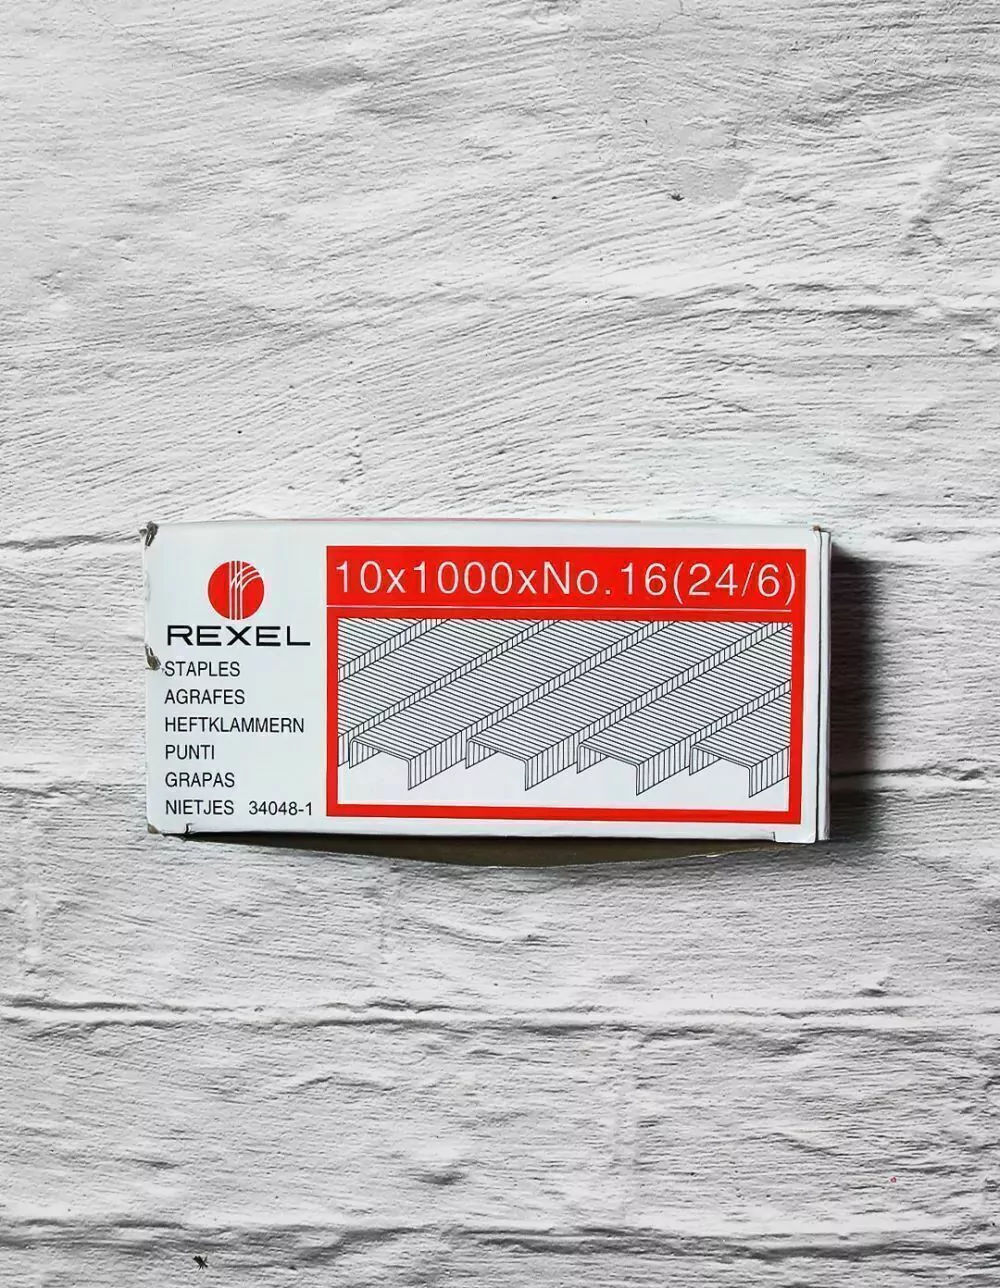 REXEL
STAPLES
AGRAFES
HEFTKLAMMERN
PUNTI
GRAPAS
NIETJES 34048-1
10x1000xNo.16(24/6)